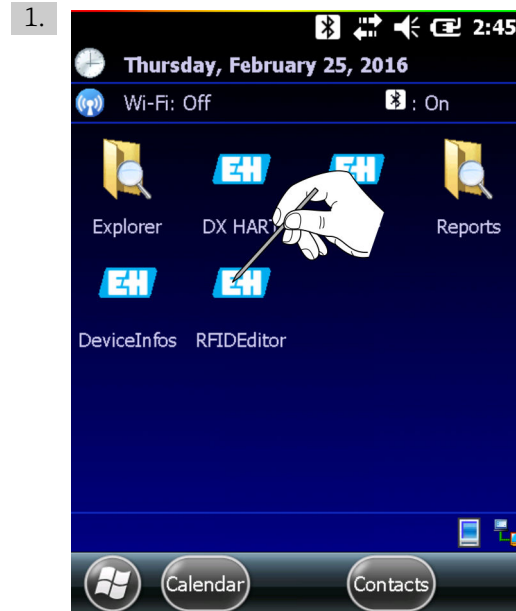 1.
2:45
Thursday, February 25, 2016
Wi-Fi: Off : On
EH EH
Explorer DX HART Reports
EH EH
DeviceInfos RFIDEditor
Calendar Contacts